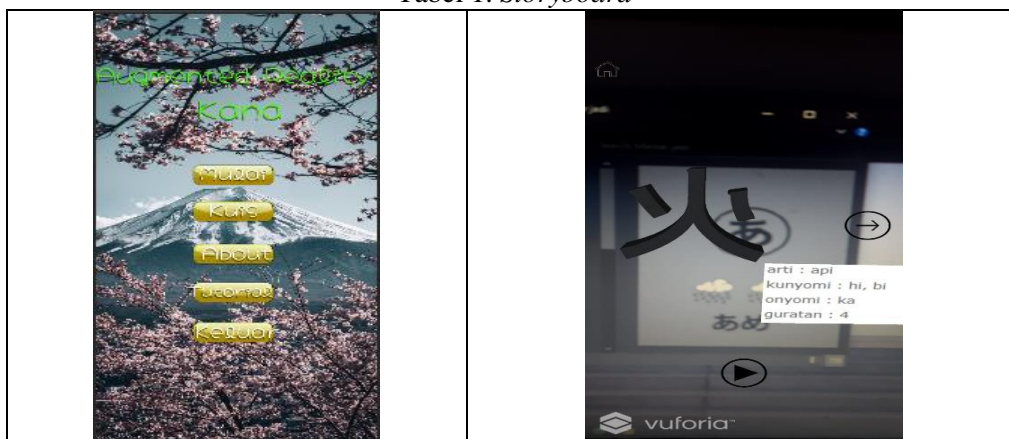 Tabel 1. Storyboard
Augmented Reality
Kana
Mulai
Kuis
About
Tutorial
Keluar
火
あ
arti : api
kunyomi : hi, bi
onyomi : ka
guratan : 4
あめ
vuforia™